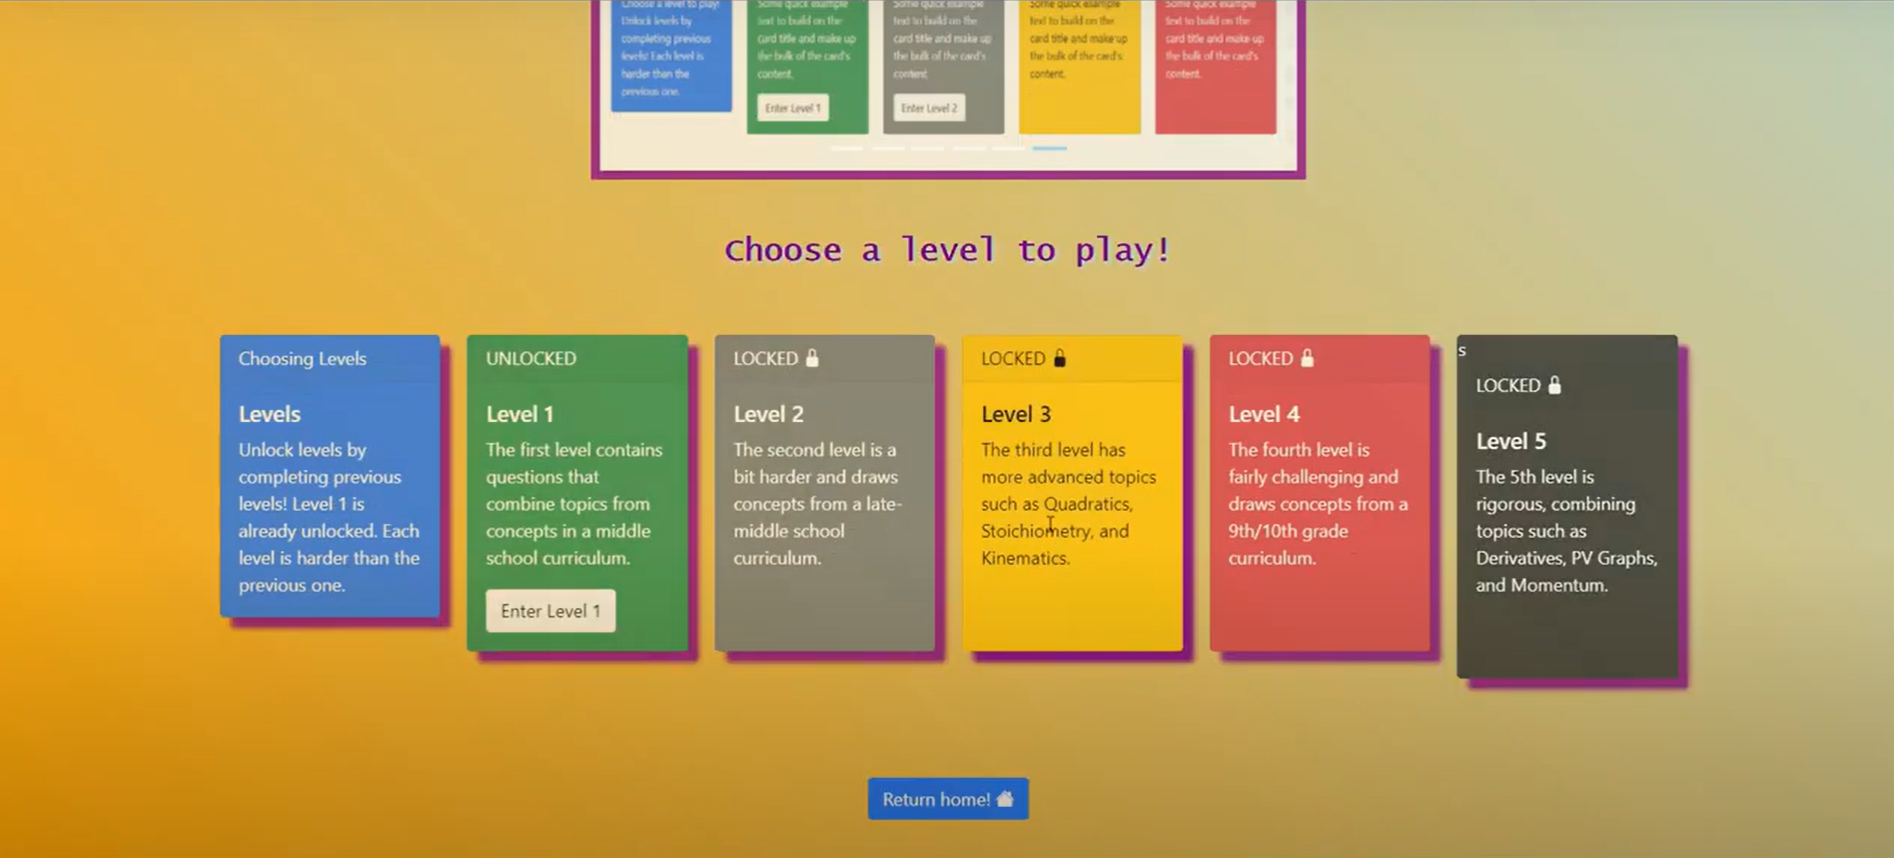 Choose a level to play!
Unlock levels by
completing previous
levels! Each level is
harder than the
previous one.
Some quick example
text to build on the
card title and make up
the bulk of the card's
content.
Enter Level 1
Some quick example
text to build on the
card title and make up
the bulk of the card's
content.
Enter Level 2
Some quick example
text to build on the
card title and make up
the bulk of the card's
content.
Some quick example
text to build on the
card title and make up
the bulk of the card's
content.
Choose a level to play!
Choosing Levels
Levels
Unlock levels by
completing previous
levels! Level 1 is
already unlocked. Each
level is harder than the
previous one.
UNLOCKED
Level 1
The first level contains
questions that
combine topics from
concepts in a middle
school curriculum.
Enter Level 1
LOCKED
Level 2
The second level is a
bit harder and draws
concepts from a late-
middle school
curriculum.
LOCKED
Level 3
The third level has
more advanced topics
such as Quadratics,
Stoichiometry, and
Kinematics.
LOCKED
Level 4
The fourth level is
fairly challenging and
draws concepts from a
9th/10th grade
curriculum.
s
LOCKED
Level 5
The 5th level is
rigorous, combining
topics such as
Derivatives, PV Graphs,
and Momentum.
Return home!